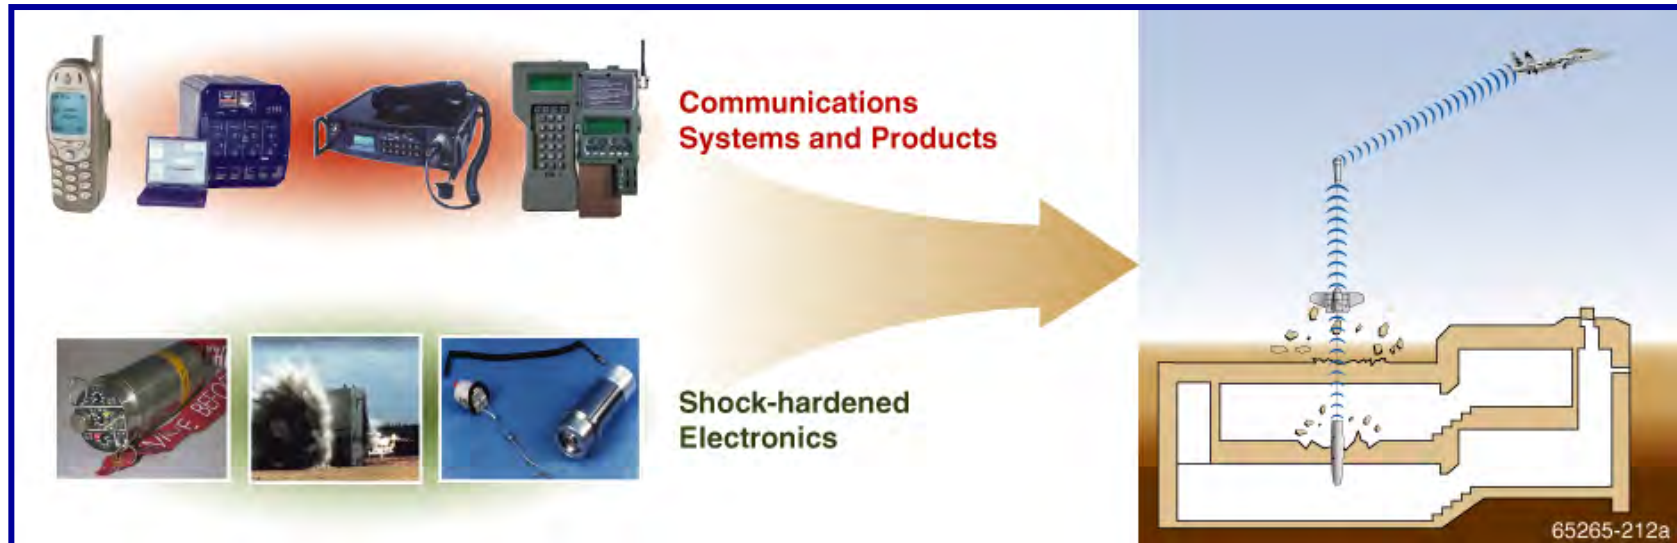 Communications
Systems and Products
Shock-hardened
Electronics
65265-212a